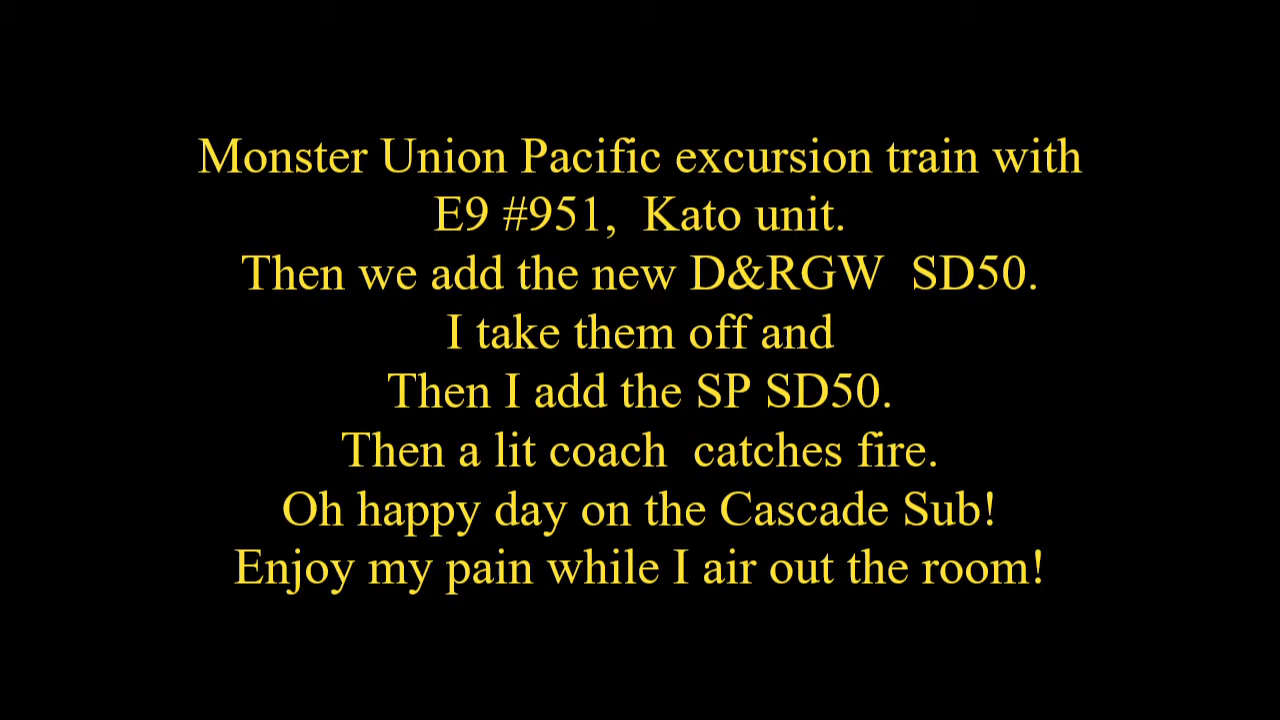 Monster Union Pacific excursion train with
E9 #951,  Kato unit.
Then we add the new D&RGW  SD50.
I take them off and
Then I add the SP SD50.
Then a lit coach  catches fire.
Oh happy day on the Cascade Sub!
Enjoy my pain while I air out the room!